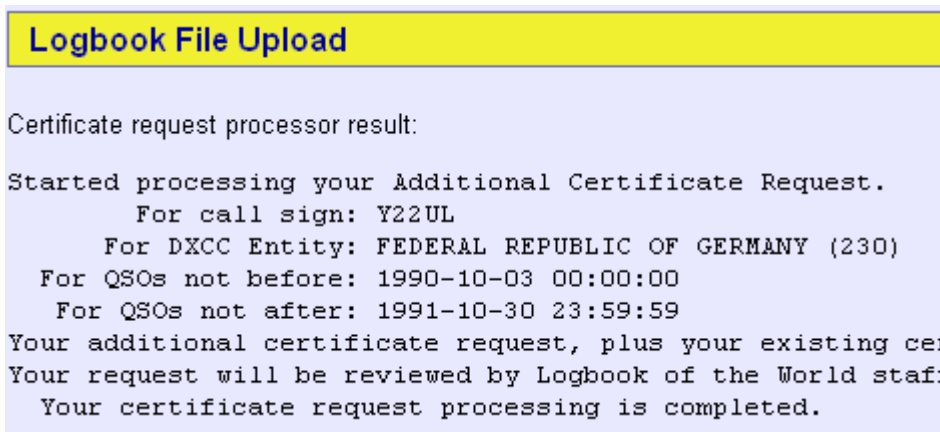 Logbook File Upload
Certificate request processor result:
Started processing your Additional Certificate Request.
For call sign: Y22UL
For DXCC Entity: FEDERAL REPUBLIC OF GERMANY (230)
For QSOs not before: 1990-10-03 00:00:00
For QSOs not after: 1991-10-30 23:59:59
Your additional certificate request, plus your existing
Your request will be reviewed by Logbook of the World
Your certificate request processing is completed.